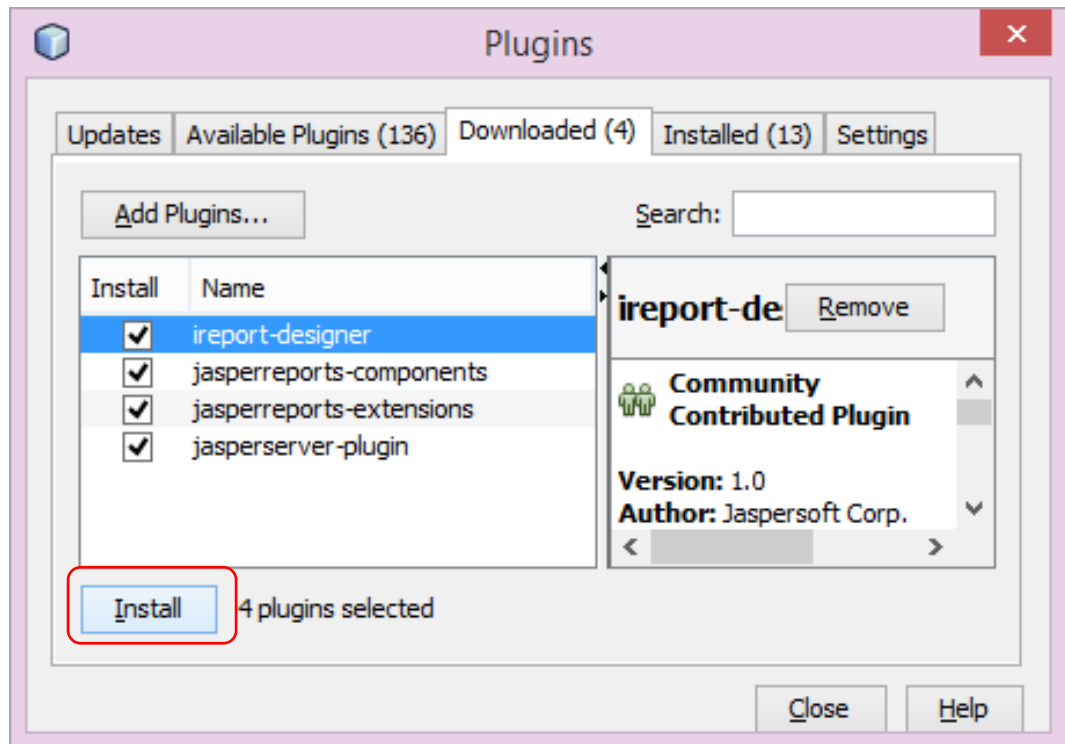 Plugins
Updates Available Plugins (136) Downloaded (4) Installed (13) Settings
Add Plugins... Search:
Install Name
ireport-designer
jasperreports-components
jasperreports-extensions
jasperserver-plugin
ireport-de Remove
Community
Contributed Plugin
Version: 1.0
Author: Jaspersoft Corp.
Install 4 plugins selected
Close Help